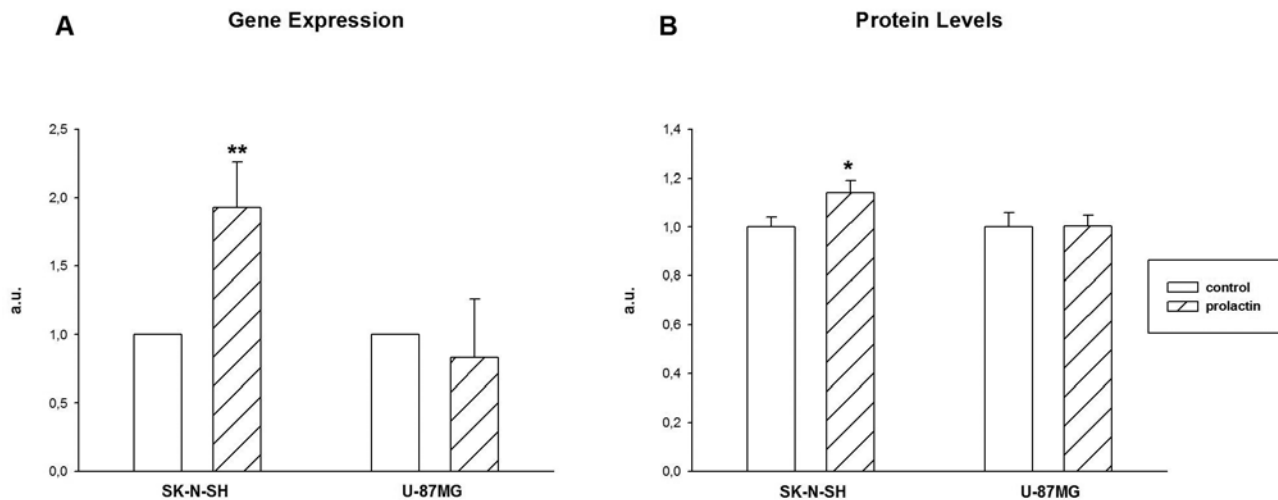 A
Gene Expression
a.u.
2,5
2,0
1,5
1,0
0,5
0,0
**
SK-N-SH
U-87MG
B
Protein Levels
a.u.
1,4
1,2
1,0
0,8
0,6
0,4
0,2
0,0
*
SK-N-SH
U-87MG
control
prolactin